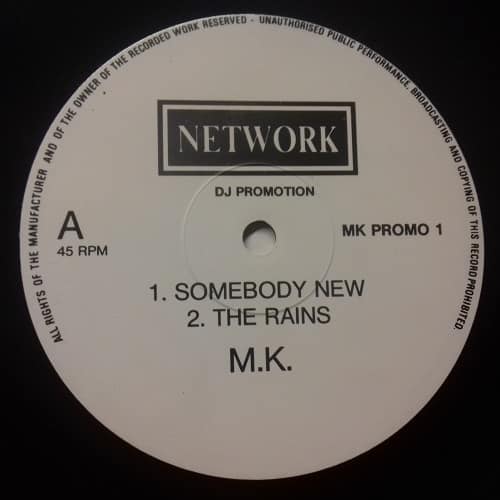 ALL RIGHTS OF THE MANUFACTURER AND OF THE OWNER OF THE RECORDED WORK RESERVED - UNAUTHORISED PUBLIC PERFORMANCE, BROADCASTING AND COPYING OF THIS RECORD PROHIBITED.
NETWORK
DJ PROMOTION
A
45 RPM
MK PROMO 1
1. SOMEBODY NEW
2. THE RAINS
M.K.